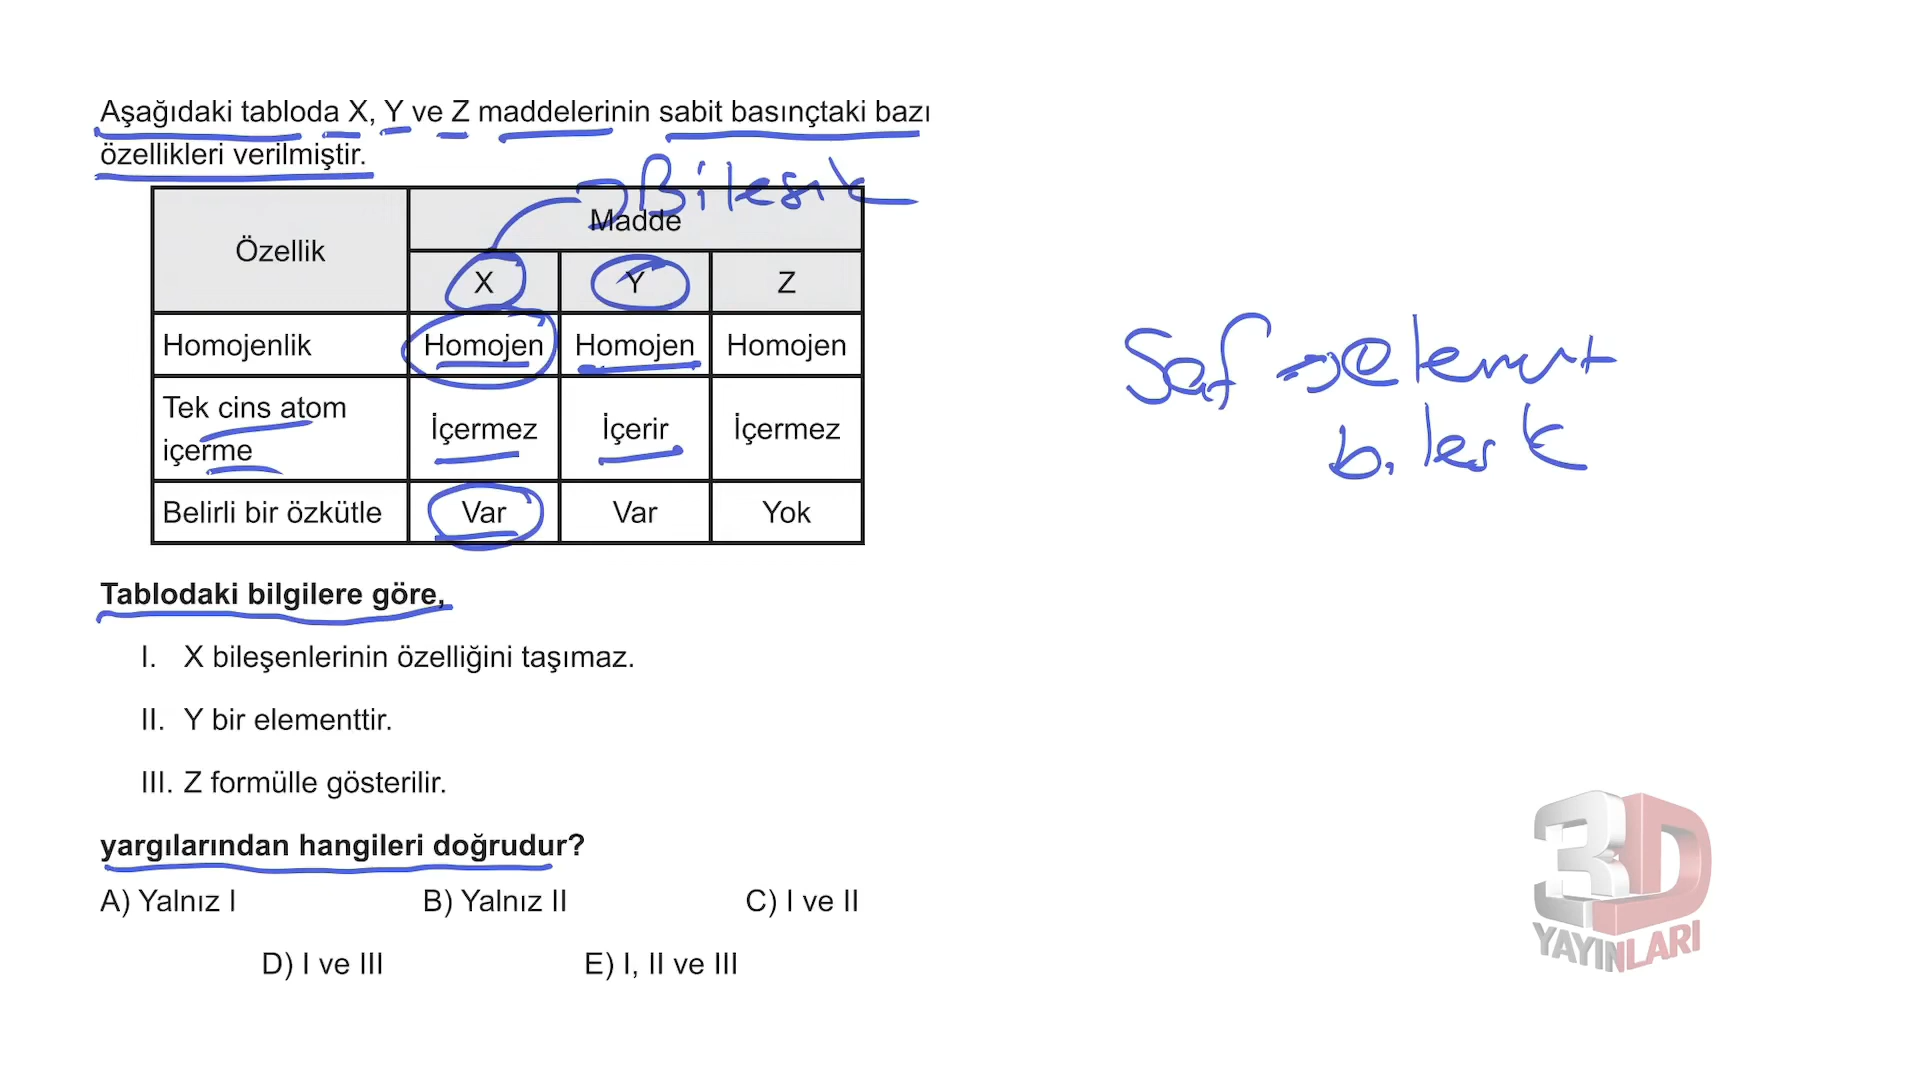 Aşağıdaki tabloda X, Y ve Z maddelerinin sabit basınçtaki bazı
özellikleri verilmiştir.
Bilesik
Özellik
Madde
X Y Z
Homojenlik Homojen Homojen Homojen
Tek cins atom
içerme İçermez İçerir İçermez
Belirli bir özkütle Var Var Yok
Saf element
bilesk
Tablodaki bilgilere göre,
I. X bileşenlerinin özelliğini taşımaz.
II. Y bir elementtir.
III. Z formülle gösterilir.
yargılarından hangileri doğrudur?
A) Yalnız I B) Yalnız II C) I ve II
D) I ve III E) I, II ve III
3D
YAYINLARI